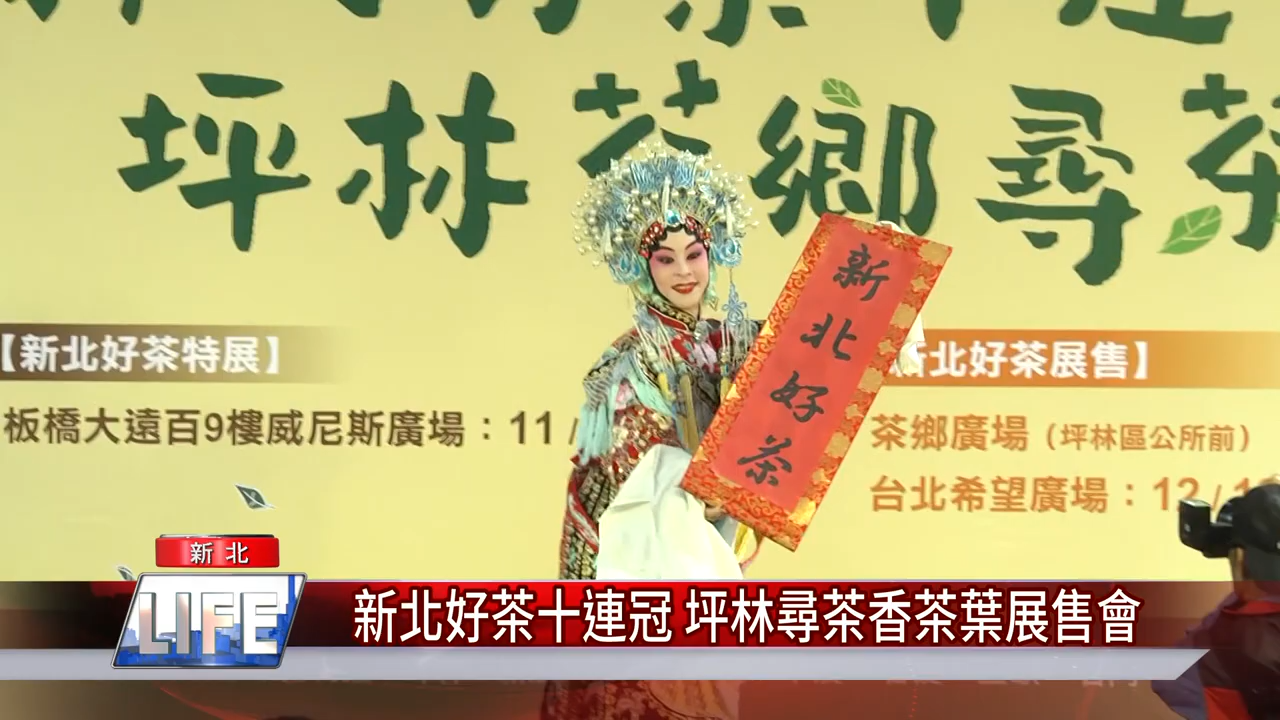 坪林茶鄉尋茶
【新北好茶特展】
板橋大遠百9樓威尼斯廣場：11/
新北好茶
新北好茶展售】
茶鄉廣場（坪林區公所前）
台北希望廣場：12/1
新北
LIFE
新北好茶十連冠 坪林尋茶香茶葉展售會